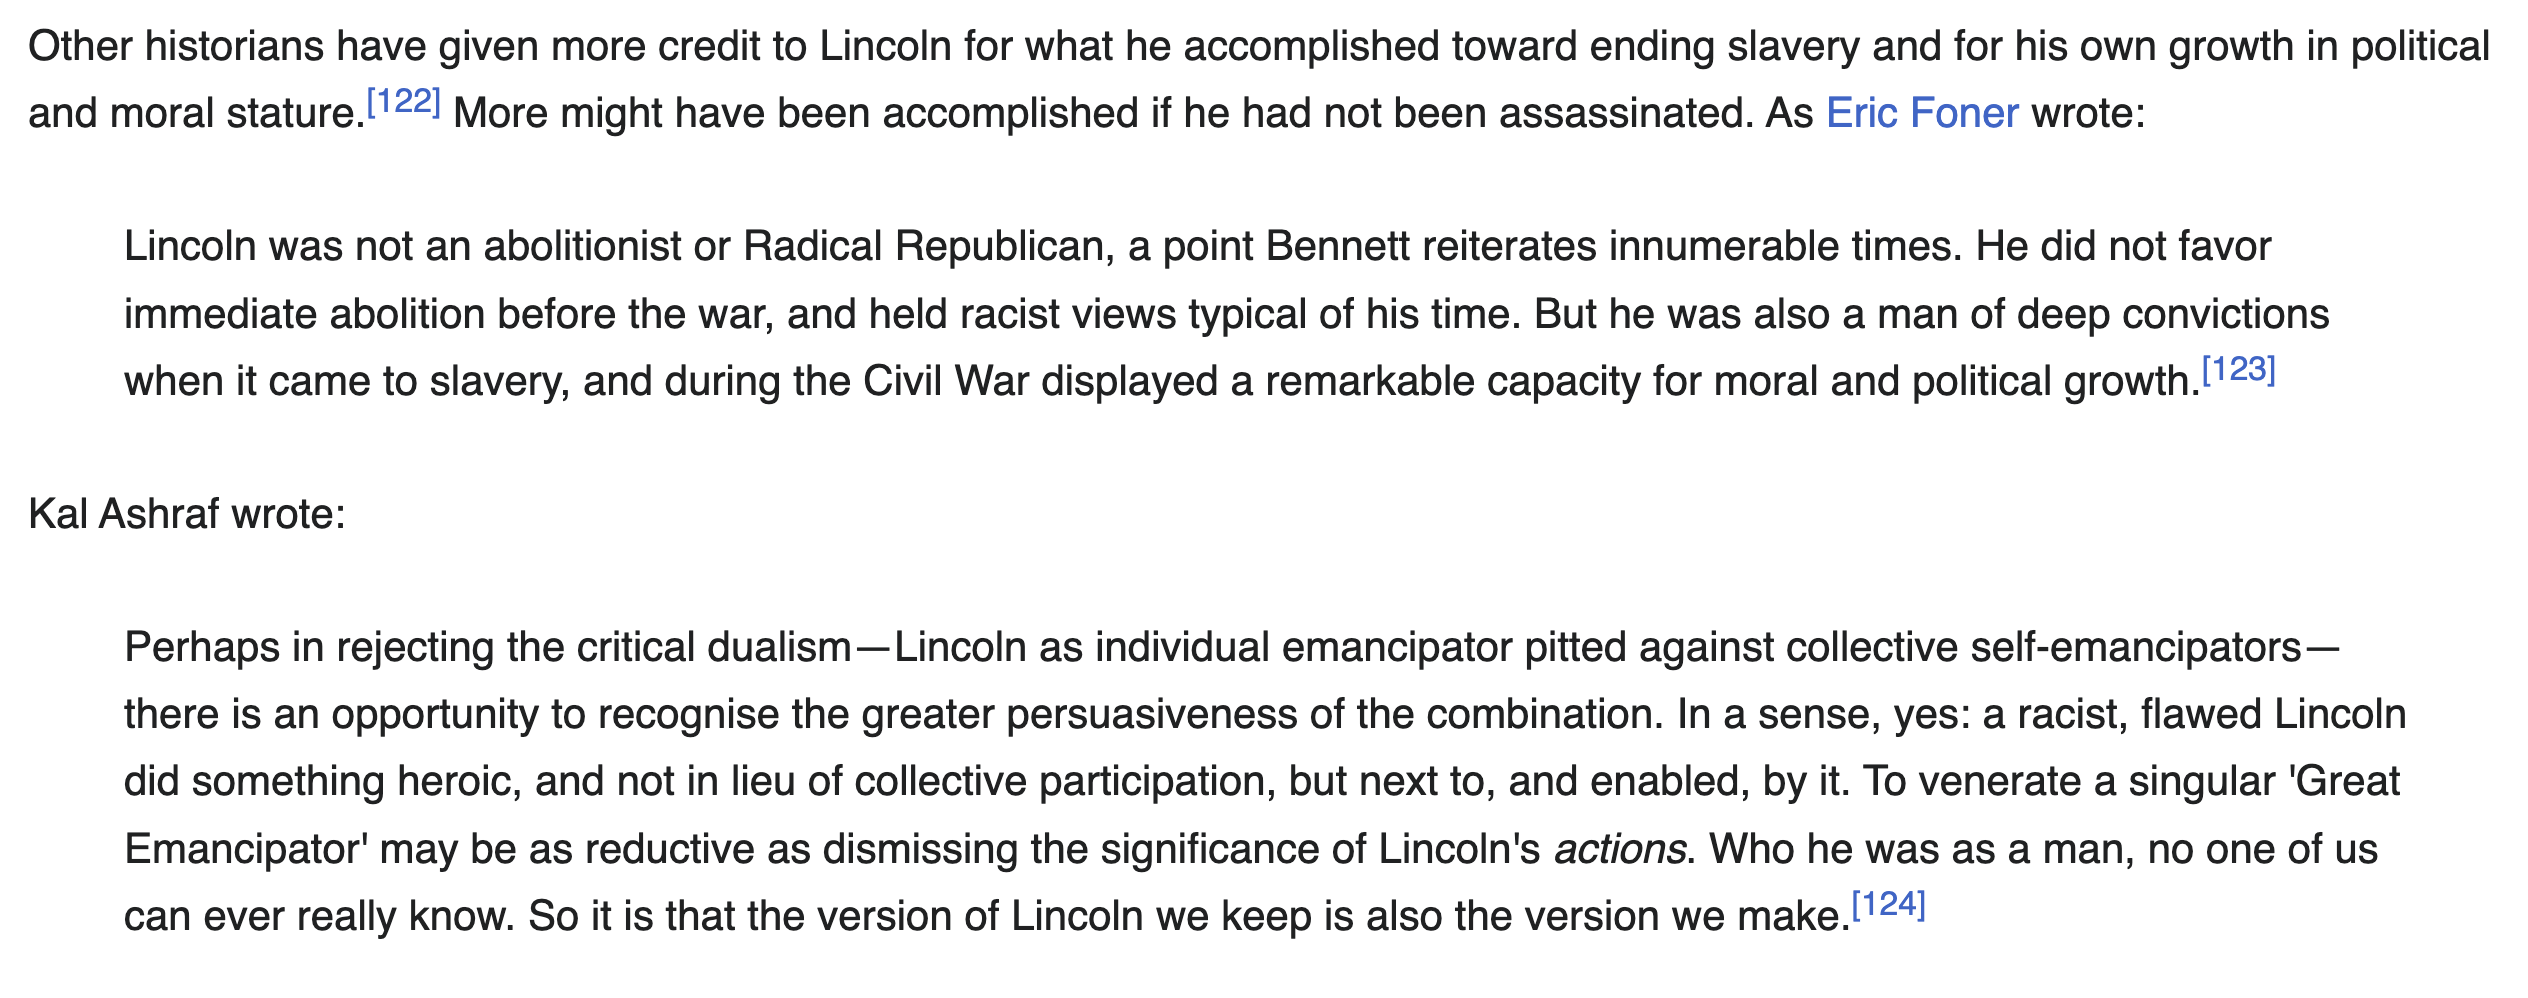 Other historians have given more credit to Lincoln for what he accomplished toward ending slavery and for his own growth in political
and moral stature.[122] More might have been accomplished if he had not been assassinated. As Eric Foner wrote:
Lincoln was not an abolitionist or Radical Republican, a point Bennett reiterates innumerable times. He did not favor
immediate abolition before the war, and held racist views typical of his time. But he was also a man of deep convictions
when it came to slavery, and during the Civil War displayed a remarkable capacity for moral and political growth.[123]
Kal Ashraf wrote:
Perhaps in rejecting the critical dualism—Lincoln as individual emancipator pitted against collective self-emancipators—
there is an opportunity to recognise the greater persuasiveness of the combination. In a sense, yes: a racist, flawed Lincoln
did something heroic, and not in lieu of collective participation, but next to, and enabled, by it. To venerate a singular 'Great
Emancipator' may be as reductive as dismissing the significance of Lincoln's actions. Who he was as a man, no one of us
can ever really know. So it is that the version of Lincoln we keep is also the version we make.[124]